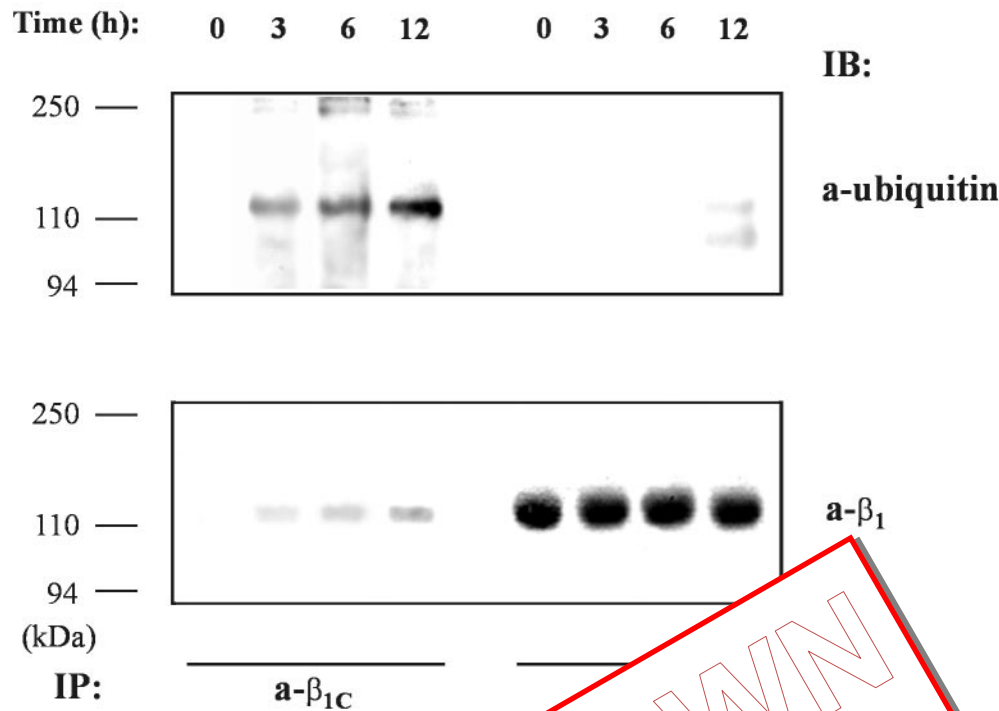 Time (h): 0 3 6 12 0 3 6 12
IB:
250
a-ubiquitin
110
94
250
a-β1
110
94
(kDa)
IP: a-β1C